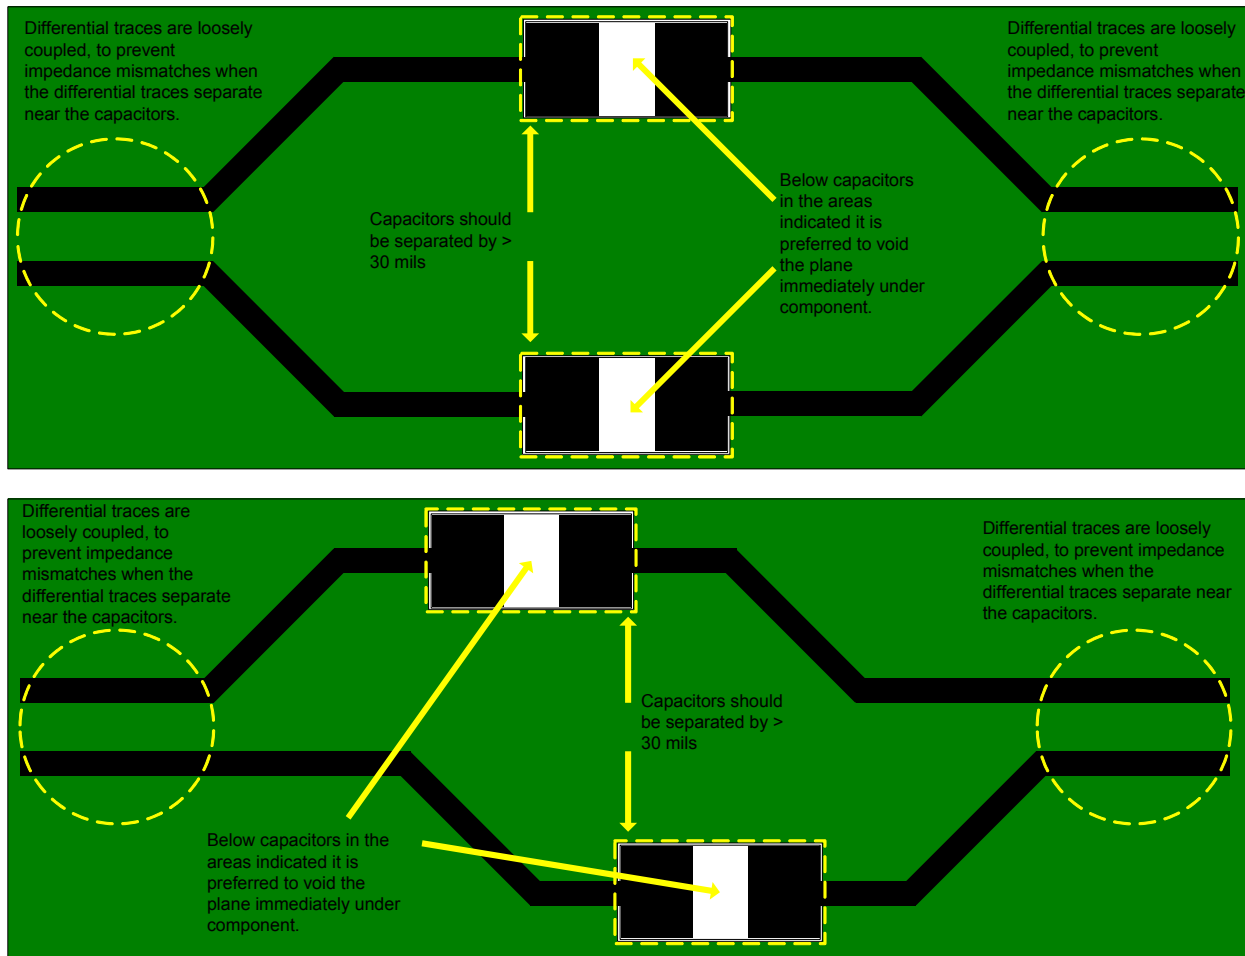 Differential traces are loosely
coupled, to prevent
impedance mismatches when
the differential traces separate
near the capacitors.
Differential traces are loosely
coupled, to prevent
impedance mismatches when
the differential traces separate
near the capacitors.
Capacitors should
be separated by >
30 mils
Below capacitors
in the areas
indicated it is
preferred to void
the plane
immediately under
component.
Differential traces are
loosely coupled, to
prevent impedance
mismatches when the
differential traces separate
near the capacitors.
Differential traces are loosely
coupled, to prevent impedance
mismatches when the
differential traces separate near
the capacitors.
Capacitors should
be separated by >
30 mils
Below capacitors in the
areas indicated it is
preferred to void the
plane immediately under
component.